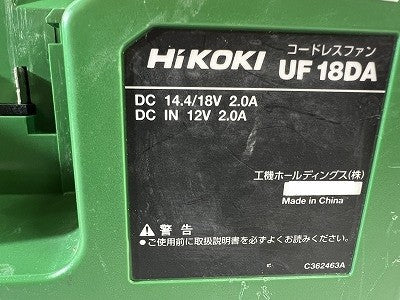 HiKOKI コードレスファン
UF 18DA
DC 14.4/18V 2.0A
DC IN 12V 2.0A
工機ホールディングス(株)
Made in China
⚠ 警告
●ご使用前に取扱説明書を必ずよくお読みください。
C362463A